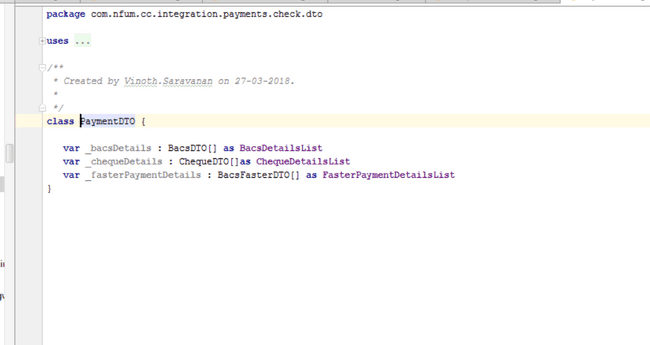 package com.nfum.cc.integration.payments.check.dto
uses ...
/**
* Created by Vinoth.Saravanan on 27-03-2018.
*
*/
class PaymentDTO {
var _bacsDetails : BacsDTO[] as BacsDetailsList
var _chequeDetails : ChequeDTO[]as ChequeDetailsList
var _fasterPaymentDetails : BacsFasterDTO[] as FasterPaymentDetailsList
}